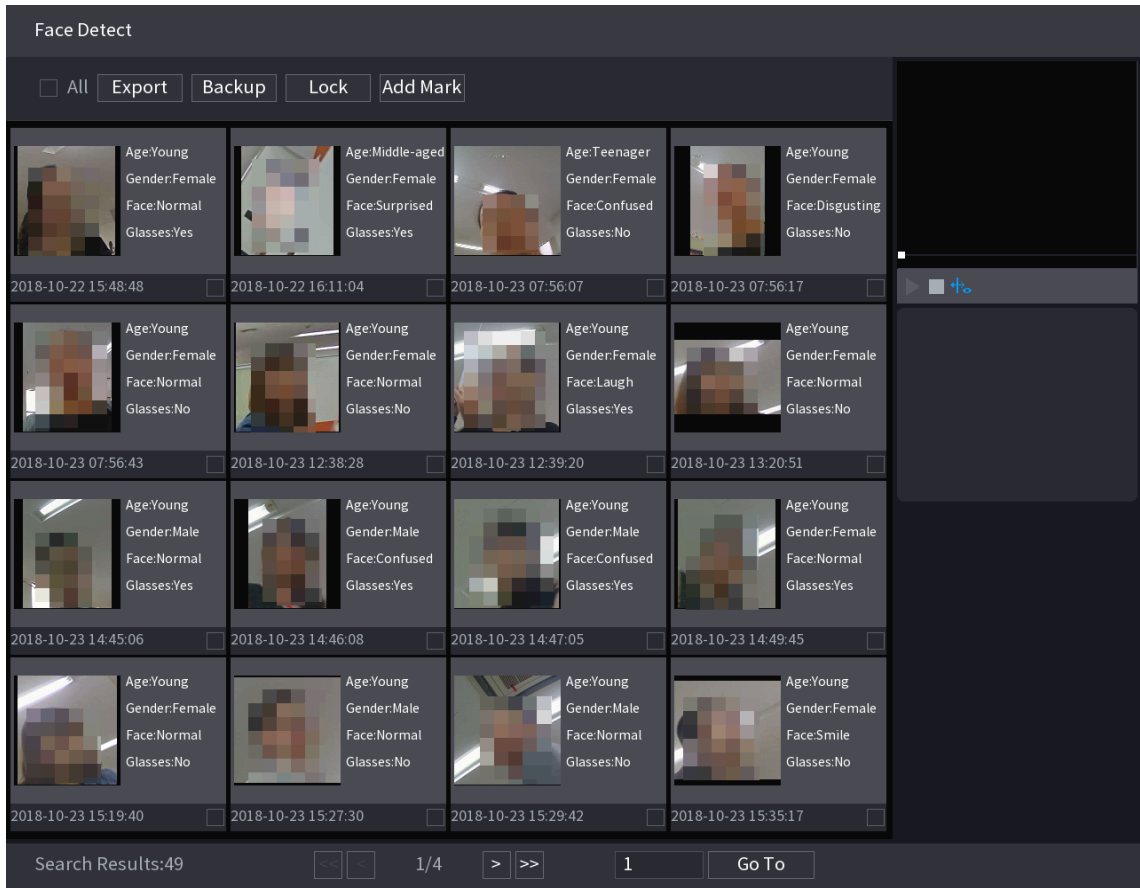 Face Detect
All Export Backup Lock Add Mark
Age:Young
Gender:Female
Face:Normal
Glasses:Yes
2018-10-22 15:48:48
Age:Middle-aged
Gender:Female
Face:Surprised
Glasses:Yes
2018-10-22 16:11:04
Age:Teenager
Gender:Female
Face:Confused
Glasses:No
2018-10-23 07:56:07
Age:Young
Gender:Female
Face:Disgusting
Glasses:No
2018-10-23 07:56:17
Age:Young
Gender:Female
Face:Normal
Glasses:No
2018-10-23 07:56:43
Age:Young
Gender:Female
Face:Normal
Glasses:No
2018-10-23 12:38:28
Age:Young
Gender:Female
Face:Laugh
Glasses:Yes
2018-10-23 12:39:20
Age:Young
Gender:Female
Face:Normal
Glasses:No
2018-10-23 13:20:51
Age:Young
Gender:Male
Face:Normal
Glasses:Yes
2018-10-23 14:45:06
Age:Young
Gender:Male
Face:Confused
Glasses:Yes
2018-10-23 14:46:08
Age:Young
Gender:Male
Face:Confused
Glasses:Yes
2018-10-23 14:47:05
Age:Young
Gender:Female
Face:Normal
Glasses:Yes
2018-10-23 14:49:45
Age:Young
Gender:Female
Face:Normal
Glasses:No
2018-10-23 15:19:40
Age:Young
Gender:Male
Face:Normal
Glasses:No
2018-10-23 15:27:30
Age:Young
Gender:Male
Face:Normal
Glasses:No
2018-10-23 15:29:42
Age:Young
Gender:Female
Face:Smile
Glasses:No
2018-10-23 15:35:17
Search Results:49 << < 1/4 > >> 1 Go To